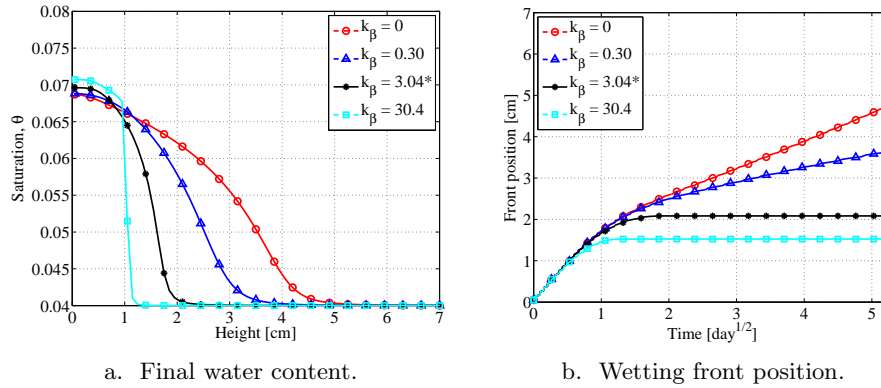 0.08
0.075
0.07
0.065
0.06
0.055
0.05
0.045
0.04
Saturation, θ
0 1 2 3 4 5 6 7
Height [cm]
k_β = 0
k_β = 0.30
k_β = 3.04*
k_β = 30.4
a. Final water content.
7
6
5
4
3
2
1
0
Front position [cm]
0 1 2 3 4 5
Time [day^1/2]
k_β = 0
k_β = 0.30
k_β = 3.04*
k_β = 30.4
b. Wetting front position.